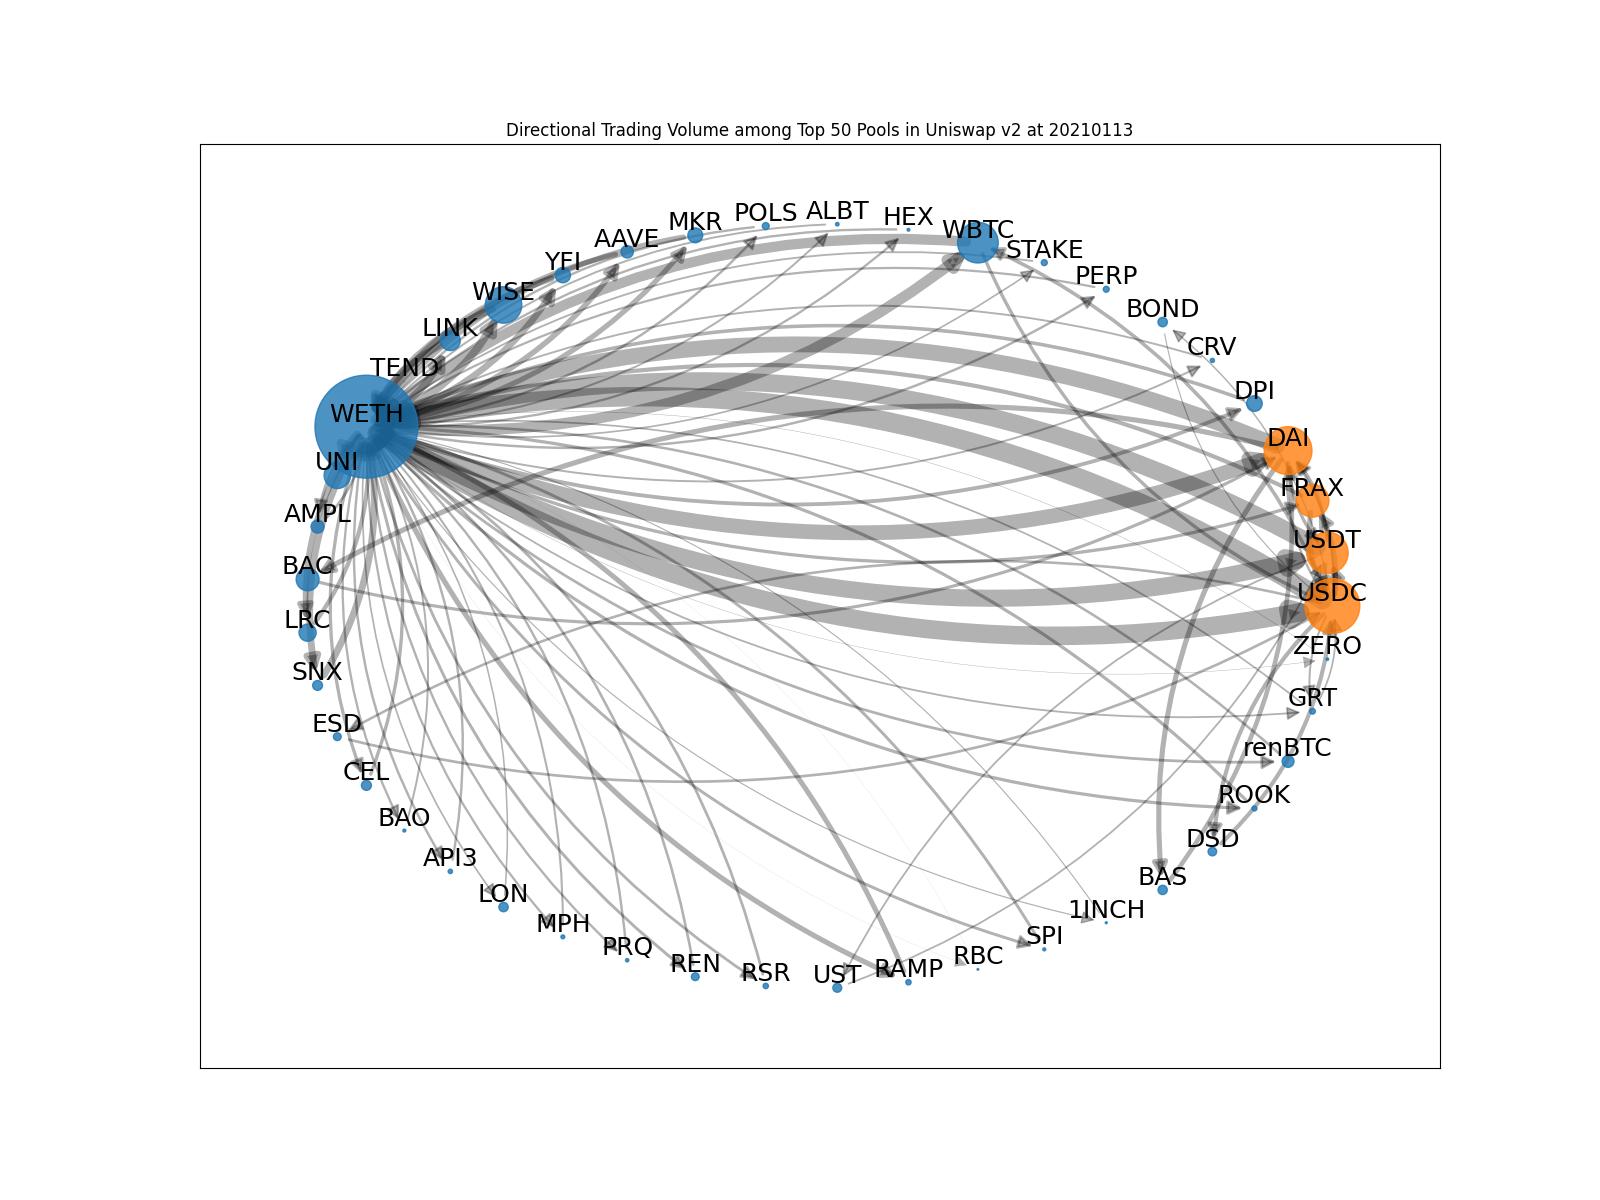 Directional Trading Volume among Top 50 Pools in Uniswap v2 at 20210113
POLS
ALBT
HEX
MKR
WBTC
AAVE
STAKE
YFI
PERP
WISE
BOND
LINK
CRV
TEND
DPI
WETH
DAI
UNI
FRAX
AMPL
USDT
BAC
USDC
LRC
ZERO
SNX
GRT
ESD
renBTC
CEL
ROOK
BAO
DSD
API3
BAS
LON
1INCH
MPH
SPI
PRQ
RBC
REN
RSR
UST
RAMP